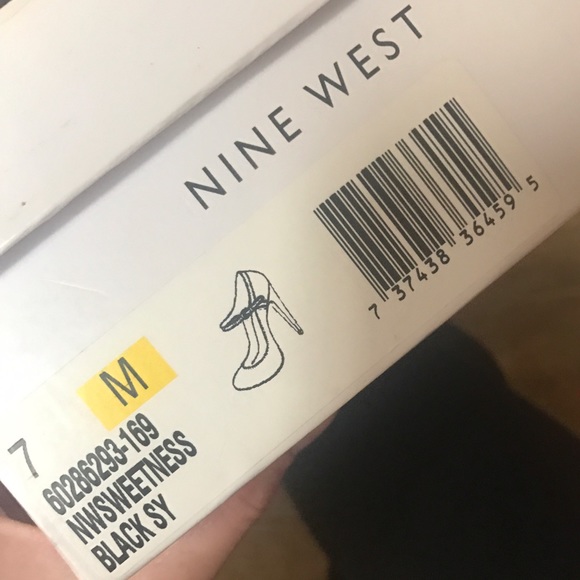 NINE WEST
7 37438 36459 5
7 M
60286293-169
NWSWEETNESS
BLACK SY